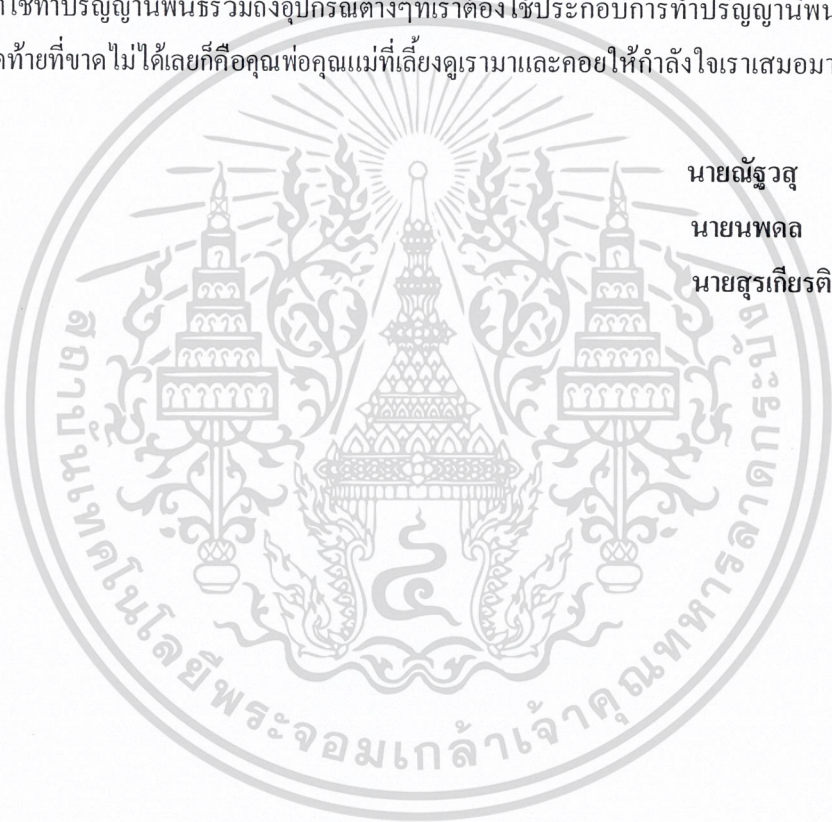 ใช้ทำปริญญานิพนธ์รวมถึงอุปกรณ์ต่างๆที่เราต้องใช้ประกอบการทำปริญญานิพน
ท้ายที่ขาดไม่ได้เลยก็คือคุณพ่อคุณแม่ที่เลี้ยงดูเรามาและคอยให้กำลังใจเราเสมอมา
นายณัฐวสุ
นายนพดล
นายสุรเกียรติ
สถาบันเทคโนโลยีพระจอมเกล้าเจ้าคุณทหารลาดกระบัง
๔